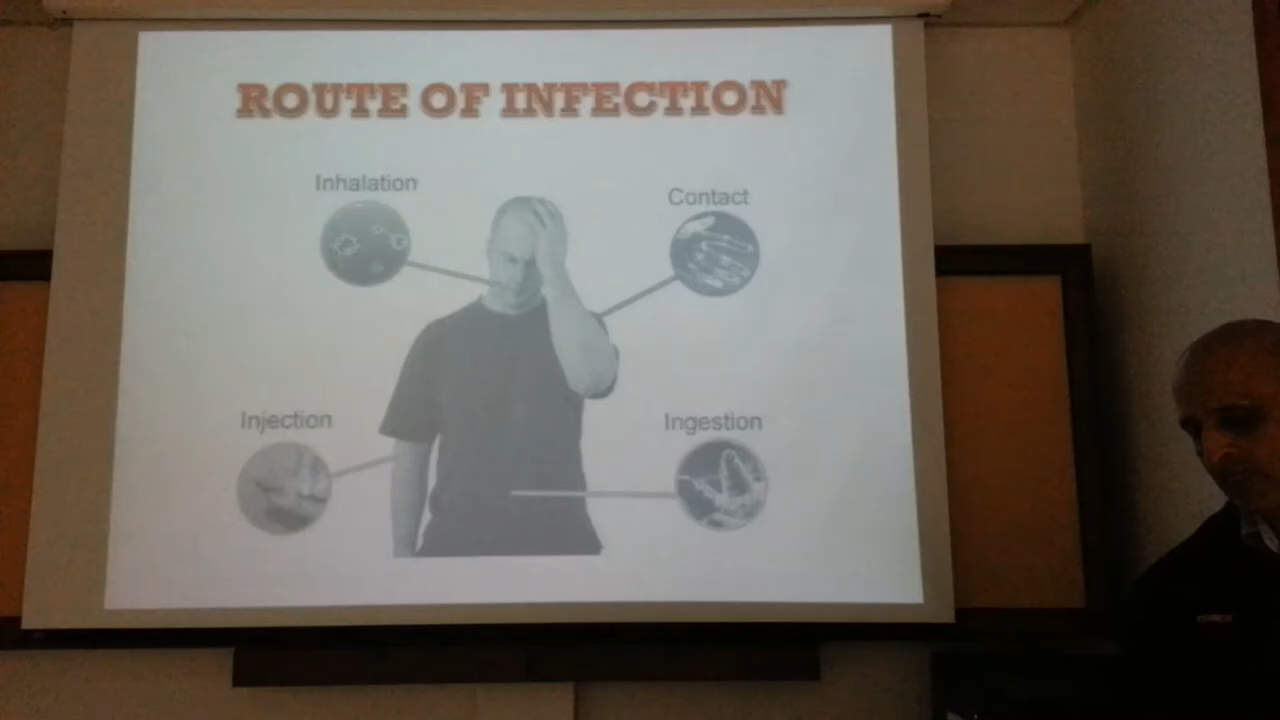 ROUTE OF INFECTION
Inhalation
Contact
Injection
Ingestion